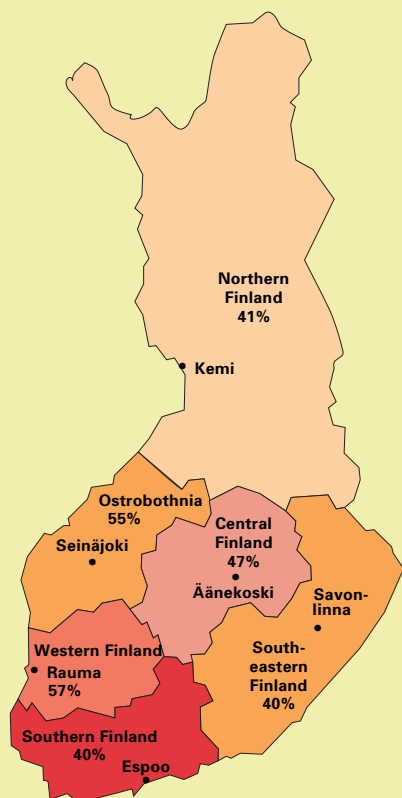 Northern
Finland
41%
Kemi
Ostrobothnia
55%
Seinäjoki
Central
Finland
47%
Äänekoski
Savon-
linna
Western Finland
Rauma
57%
South-
eastern
Finland
40%
Southern Finland
40%
Espoo